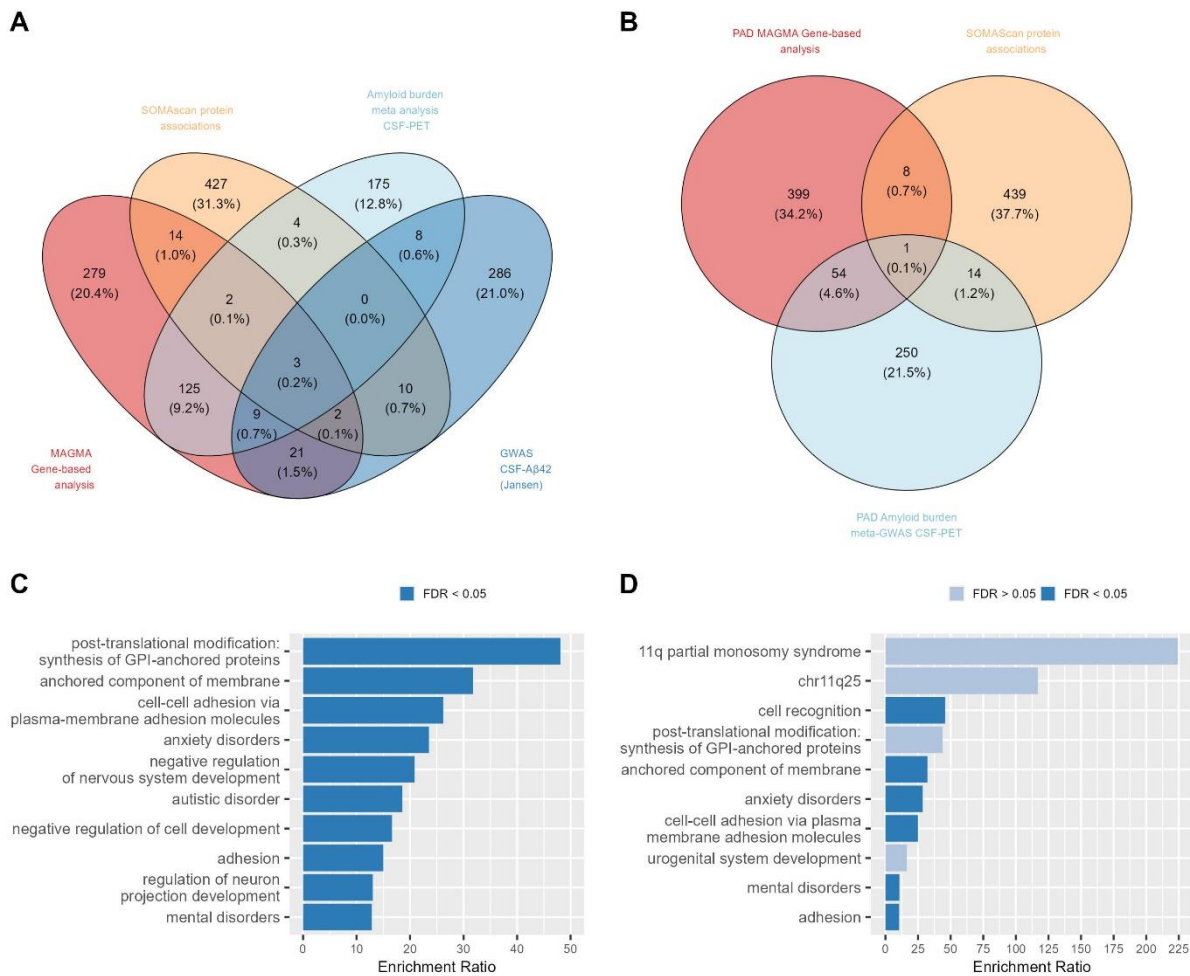 A
SOMAscan protein
associations
Amyloid burden
meta analysis
CSF-PET
427
(31.3%)
175
(12.8%)
4
(0.3%)
14
(1.0%)
8
(0.6%)
279
(20.4%)
286
(21.0%)
2
(0.1%)
0
(0.0%)
3
(0.2%)
125
(9.2%)
10
(0.7%)
9
(0.7%)
2
(0.1%)
21
(1.5%)
MAGMA
Gene-based
analysis
GWAS
CSF-Aβ42
(Jansen)
B
PAD MAGMA Gene-based
analysis
SOMAScan protein
associations
8
(0.7%)
399
(34.2%)
439
(37.7%)
1
(0.1%)
54
(4.6%)
14
(1.2%)
250
(21.5%)
PAD Amyloid burden
meta-GWAS CSF-PET
C
FDR < 0.05
post-translational modification:
synthesis of GPI-anchored proteins
anchored component of membrane
cell-cell adhesion via
plasma-membrane adhesion molecules
anxiety disorders
negative regulation
of nervous system development
autistic disorder
negative regulation of cell development
adhesion
regulation of neuron
projection development
mental disorders
0 10 20 30 40 50
Enrichment Ratio
D
FDR > 0.05 FDR < 0.05
11q partial monosomy syndrome
chr11q25
cell recognition
post-translational modification:
synthesis of GPI-anchored proteins
anchored component of membrane
anxiety disorders
cell-cell adhesion via plasma
membrane adhesion molecules
urogenital system development
mental disorders
adhesion
0 25 50 75 100 125 150 175 200 225
Enrichment Ratio